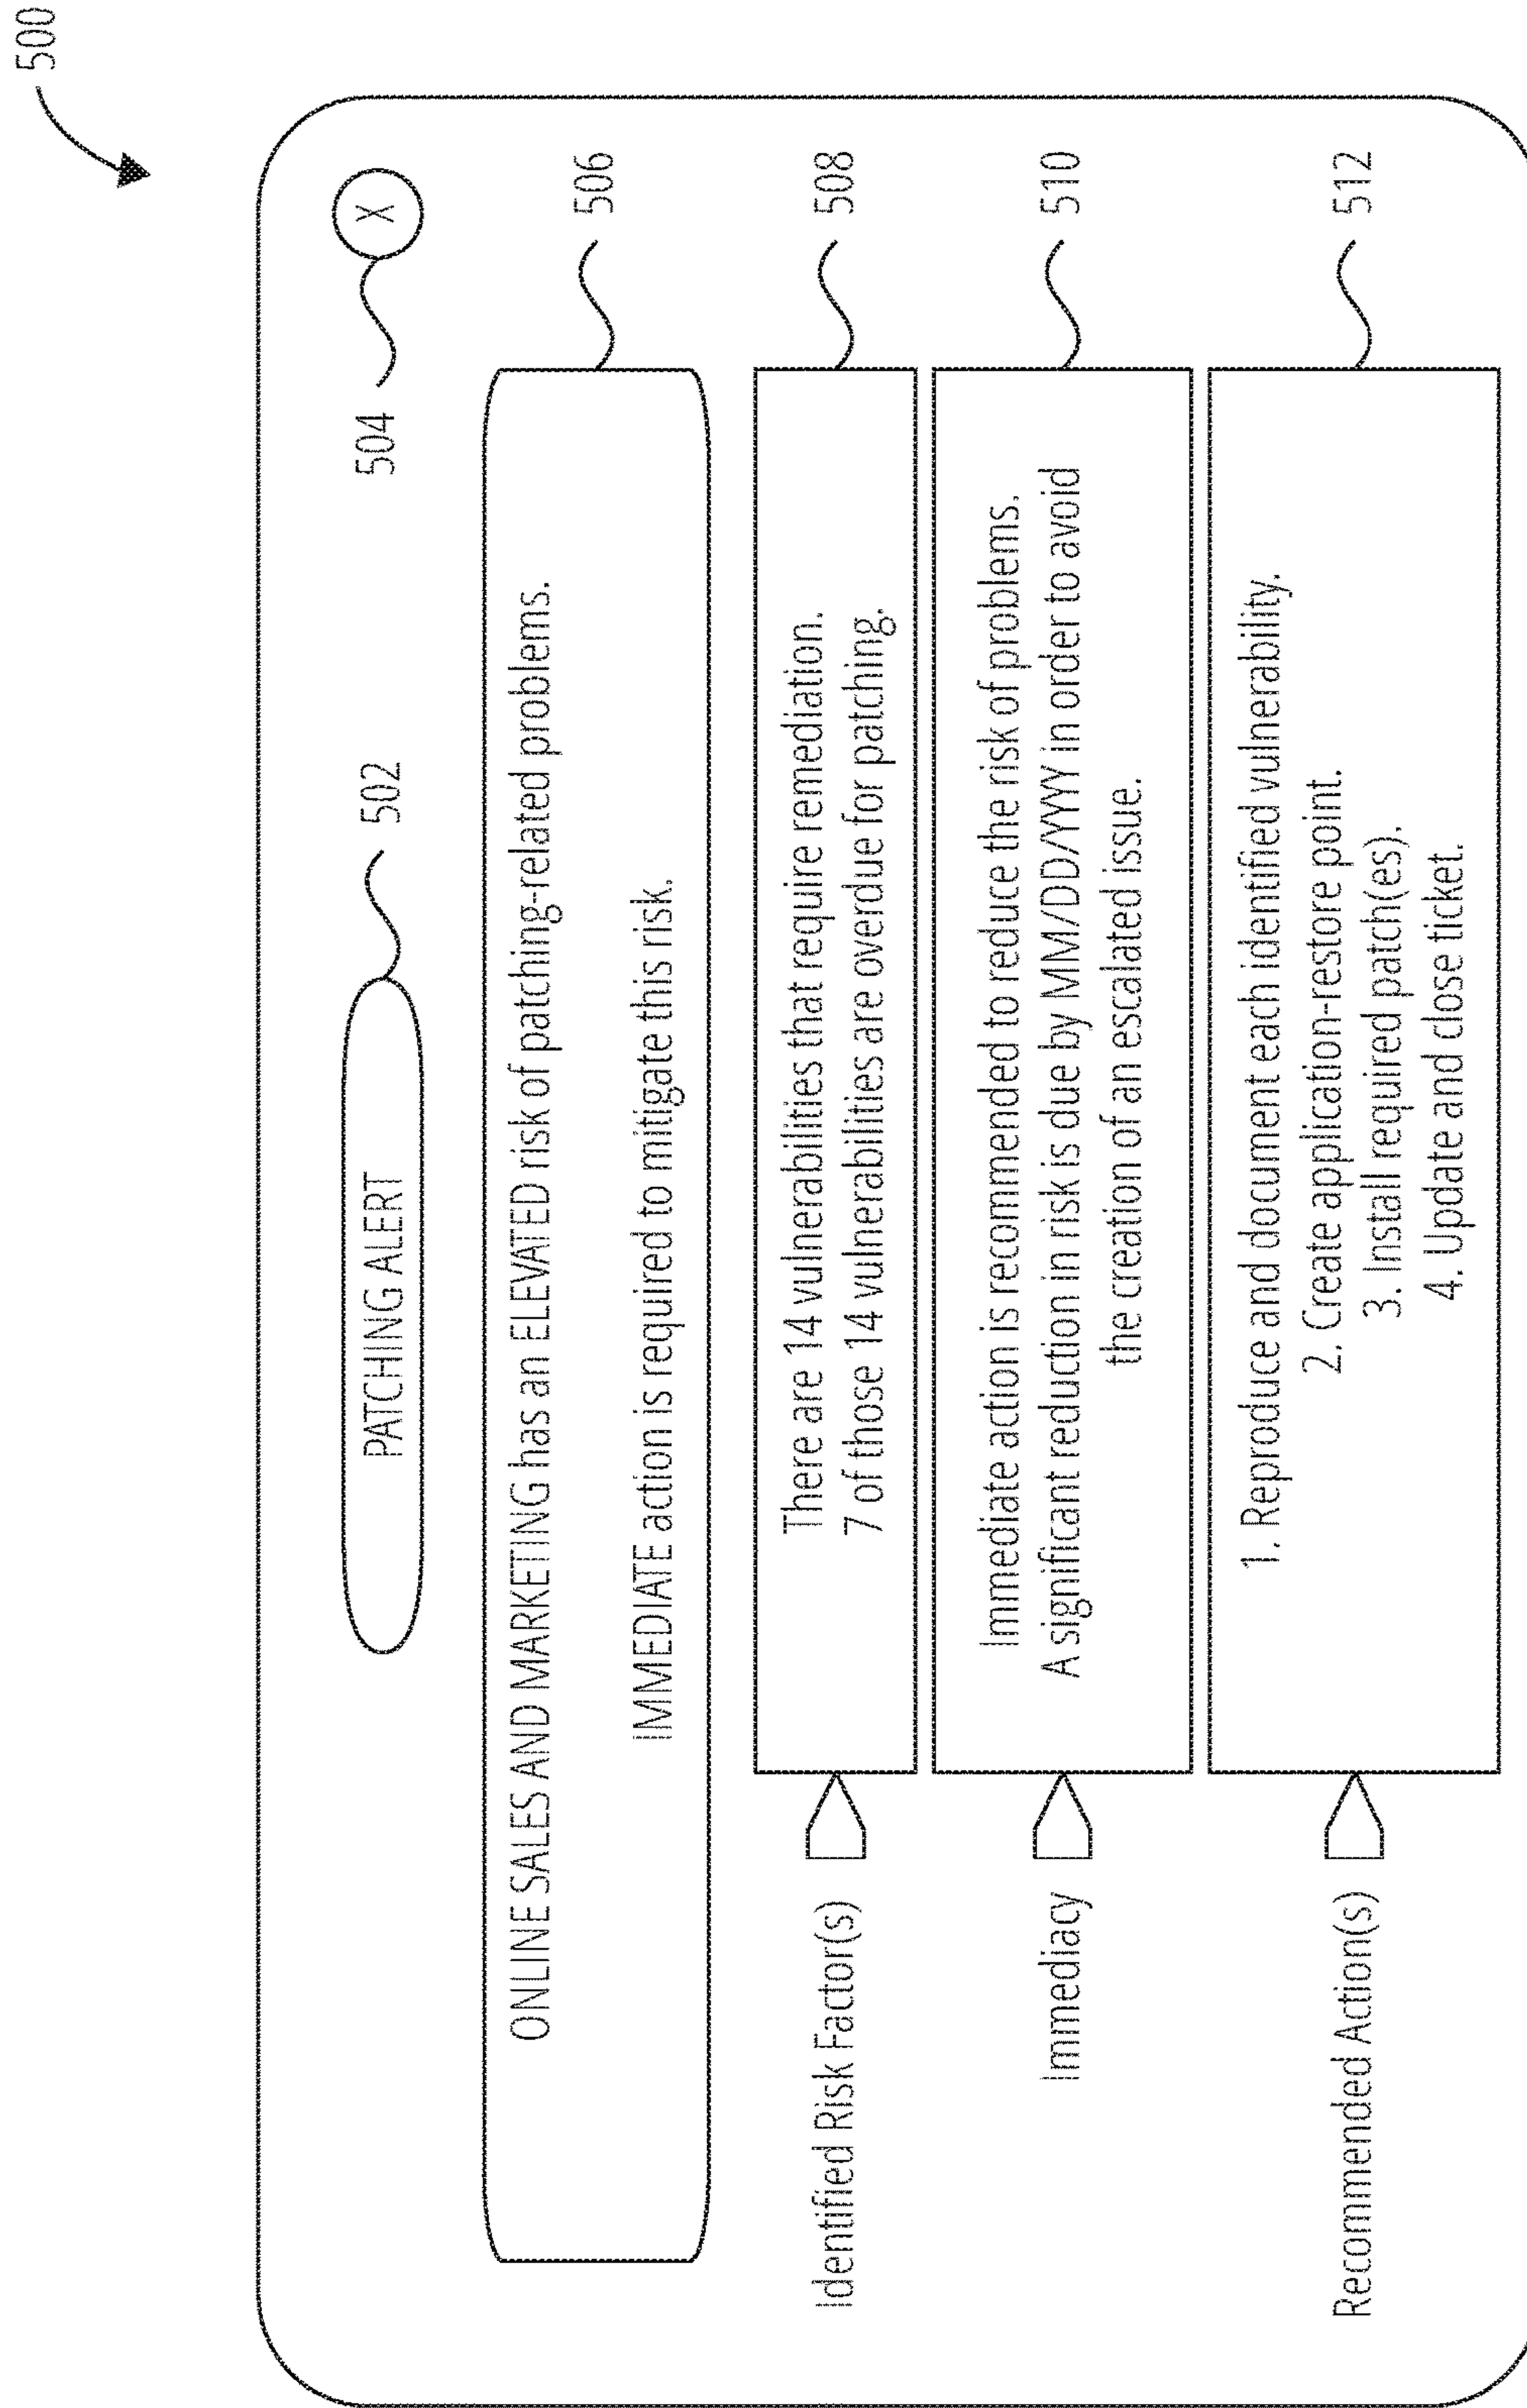 500
PATCHING ALERT
502
504
X
ONLINE SALES AND MARKETING has an ELEVATED risk of patching-related problems.
IMMEDIATE action is required to mitigate this risk.
506
Identified Risk Factor(s)
There are 14 vulnerabilities that require remediation.
7 of those 14 vulnerabilities are overdue for patching.
508
Immediacy
Immediate action is recommended to reduce the risk of problems.
A significant reduction in risk is due by MM/DD/YYYY in order to avoid
the creation of an escalated issue.
510
Recommended Action(s)
1. Reproduce and document each identified vulnerability.
2. Create application-restore point.
3. Install required patch(es).
4. Update and close ticket.
512